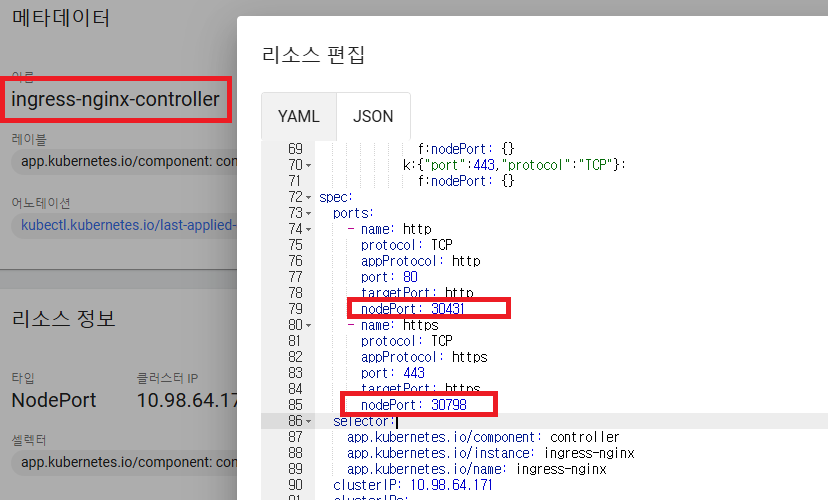 메타데이터
이름
ingress-nginx-controller
레이블
app.kubernetes.io/component: con
어노테이션
kubectl.kubernetes.io/last-applied-
리소스 정보
타입
클러스터 IP
NodePort
10.98.64.17
셀렉터
app.kubernetes.io/component: con
리소스 편집
YAML
JSON
69 f:nodePort: {}
70 k:{"port":443,"protocol":"TCP"}:
71 f:nodePort: {}
72 spec:
73 ports:
74 - name: http
75 protocol: TCP
76 appProtocol: http
77 port: 80
78 targetPort: http
79 nodePort: 30431
80 - name: https
81 protocol: TCP
82 appProtocol: https
83 port: 443
84 targetPort: https
85 nodePort: 30798
86 selector:
87 app.kubernetes.io/component: controller
88 app.kubernetes.io/instance: ingress-nginx
89 app.kubernetes.io/name: ingress-nginx
90 clusterIP: 10.98.64.171
91 clusterIPs: